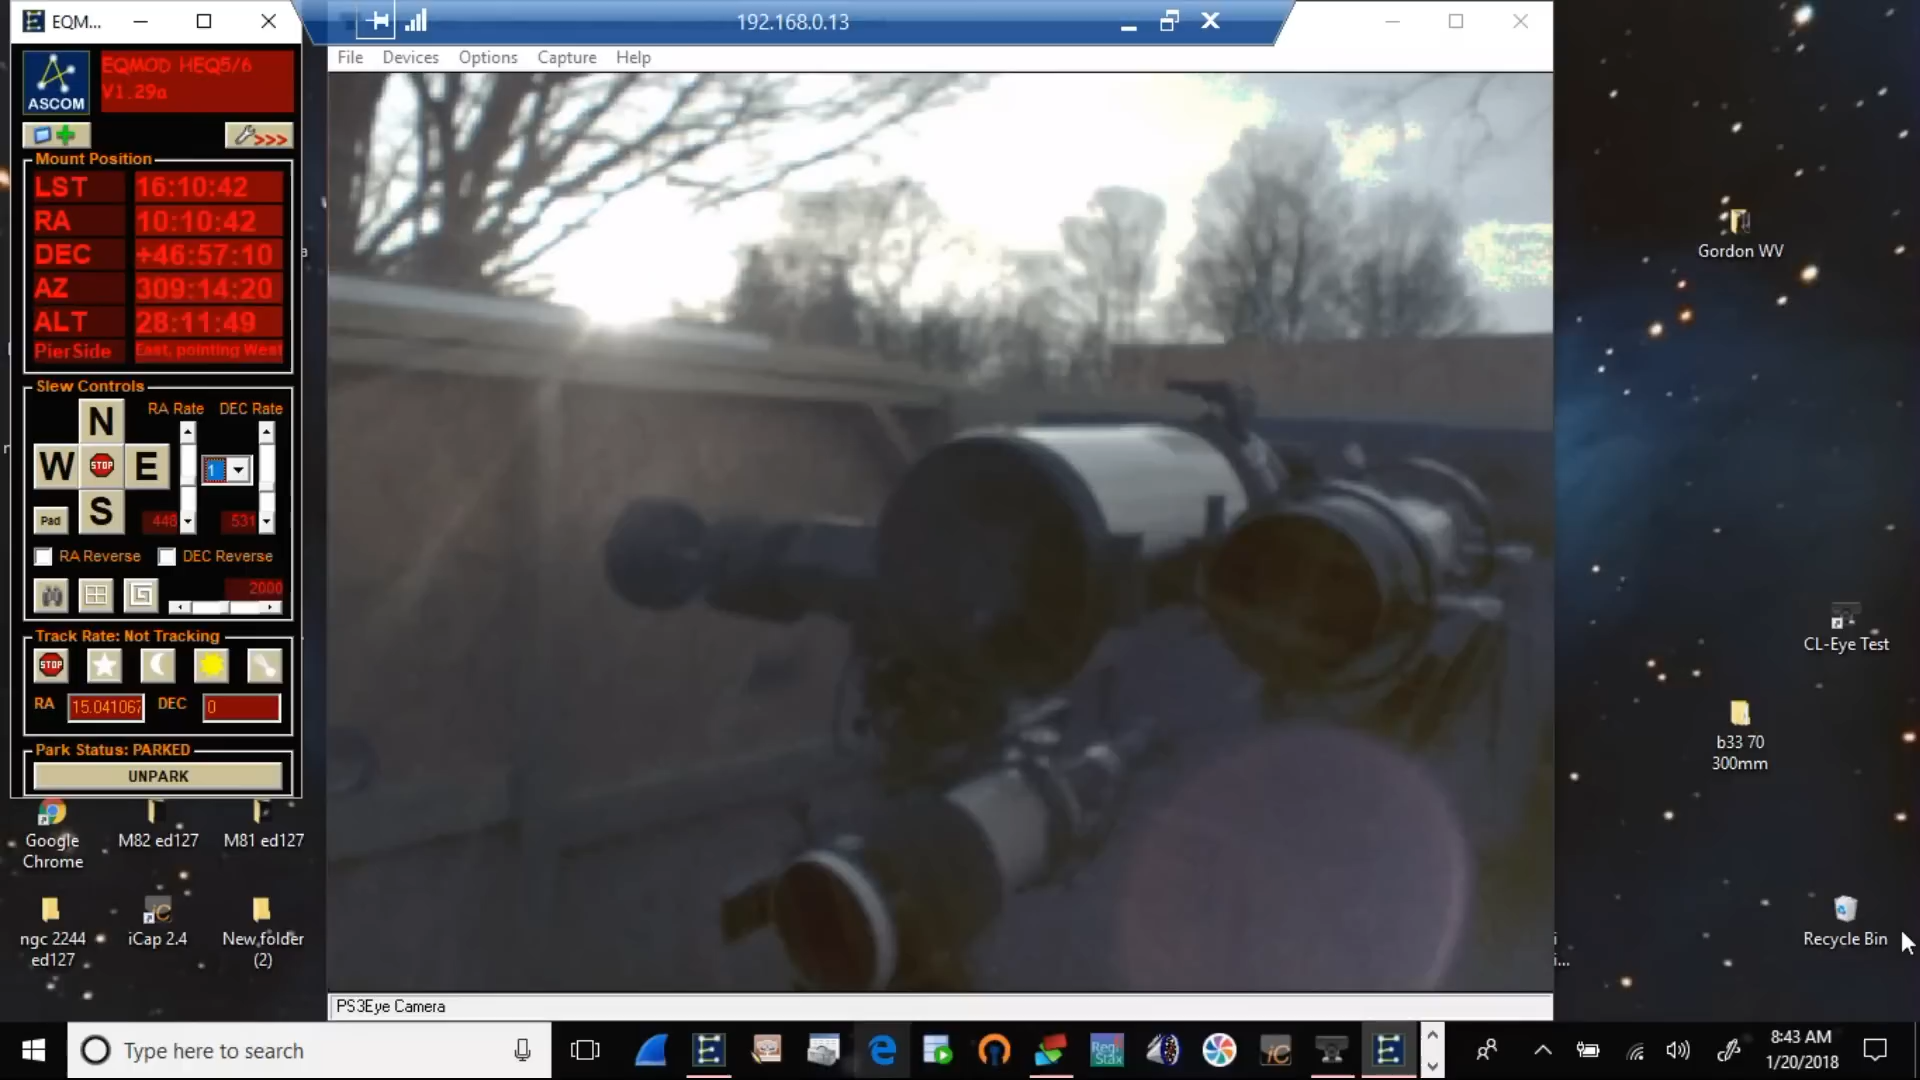 EQM...
192.168.0.13
File Devices Options Capture Help
ASCOM
EQMOD HEQ5/6
V1.29a
>>>
Mount Position
LST 16:10:42
RA 10:10:42
DEC +46:57:10
AZ 309:14:20
ALT 28:11:49
PierSide East, pointing West
Slew Controls
RA Rate DEC Rate
N
W STOP E
1
S
Pad
448
531
RA Reverse DEC Reverse
2000
Track Rate: Not Tracking
STOP
RA 15.041067 DEC 0
Park Status: PARKED
UNPARK
Gordon WV
CL-Eye Test
b33 70
300mm
Google
Chrome
M82 ed127
M81 ed127
ngc 2244
ed127
iCap 2.4
New folder
(2)
Recycle Bin
PS3Eye Camera
Type here to search
Regi
Stax
iC
8:43 AM
1/20/2018